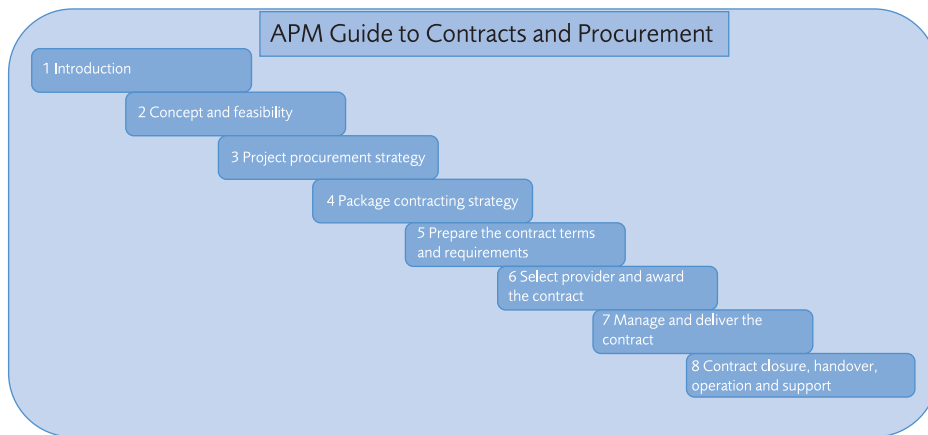 APM Guide to Contracts and Procurement
1 Introduction
2 Concept and feasibility
3 Project procurement strategy
4 Package contracting strategy
5 Prepare the contract terms
and requirements
6 Select provider and award
the contract
7 Manage and deliver the
contract
8 Contract closure, handover,
operation and support